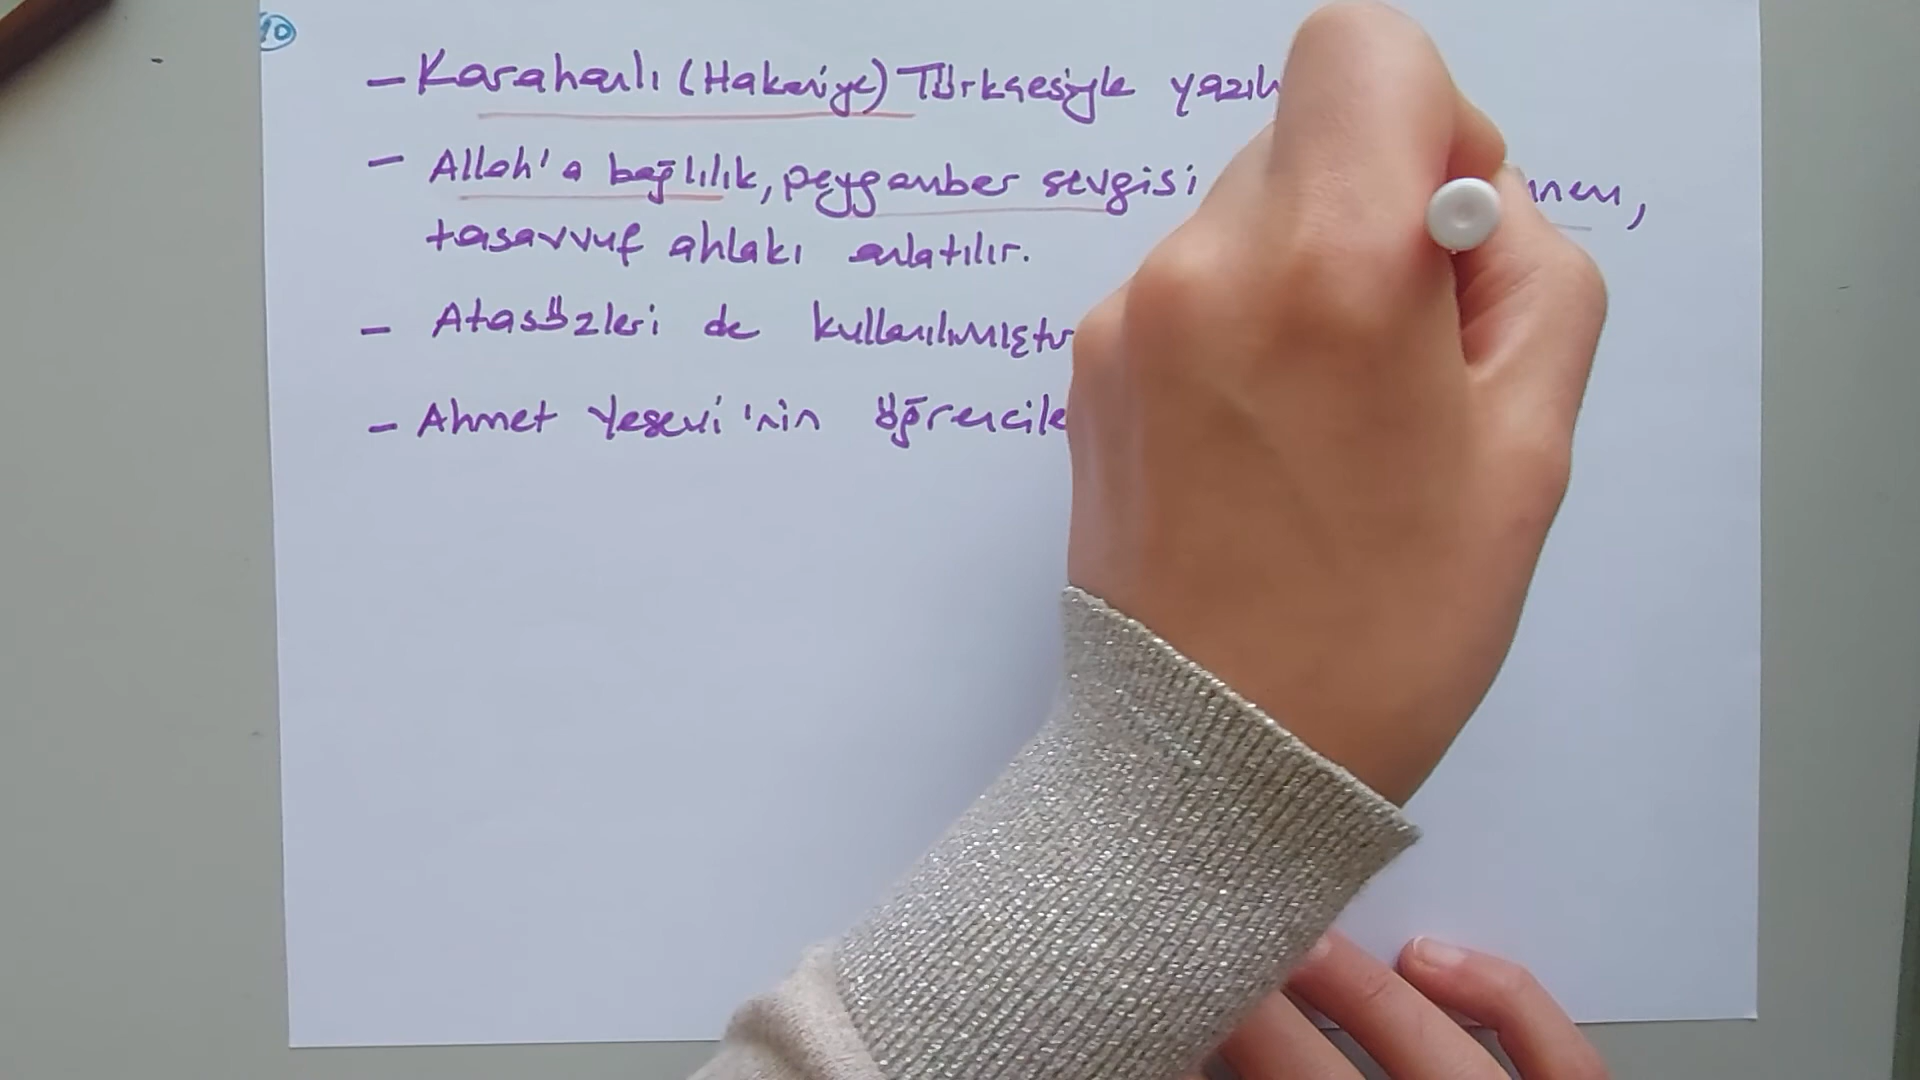 10
- Karahanlı (Hakaniye) Türkçesiyle
- Allah'a bağlılık, peygamber sevgisi
tasavvuf ahlakı anlatılır.
- Atasözleri de
- Ahmet Yesevi'nin